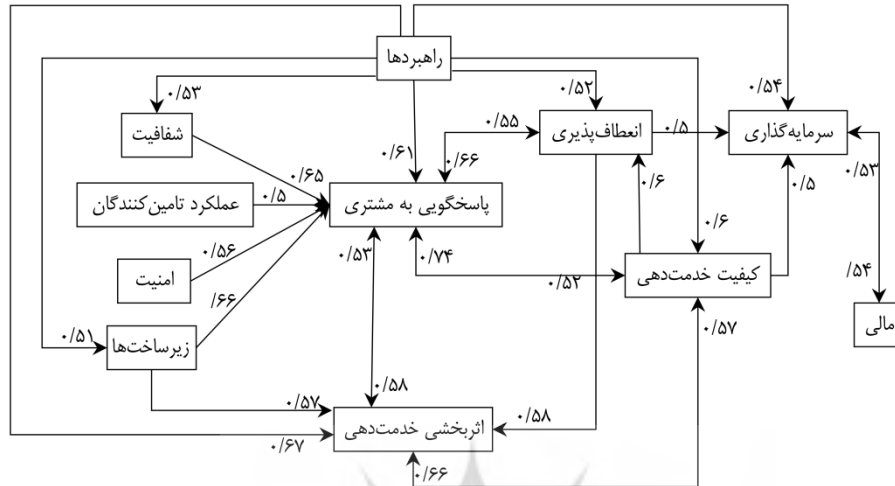 راهبردها
۰/۵۳
۰/۵۲
۰/۵۴
شفافیت
انعطاف‌پذیری
سرمایه‌گذاری
۰/۵۵
۰/۵
۰/۶۱
۰/۶۶
۰/۵۳
۰/۶۵
۰/۶
۰/۵
عملکرد تامین‌کنندگان
۰/۵
پاسخگویی به مشتری
۰/۶
۰/۵۶
۰/۵۳
۰/۷۴
امنیت
۰/۵۲
کیفیت خدمت‌دهی
/۵۴
/۶۶
مالی
۰/۵۱
زیرساخت‌ها
۰/۵۷
۰/۵۷
۰/۵۸
اثربخشی خدمت‌دهی
۰/۵۸
۰/۶۷
۰/۶۶